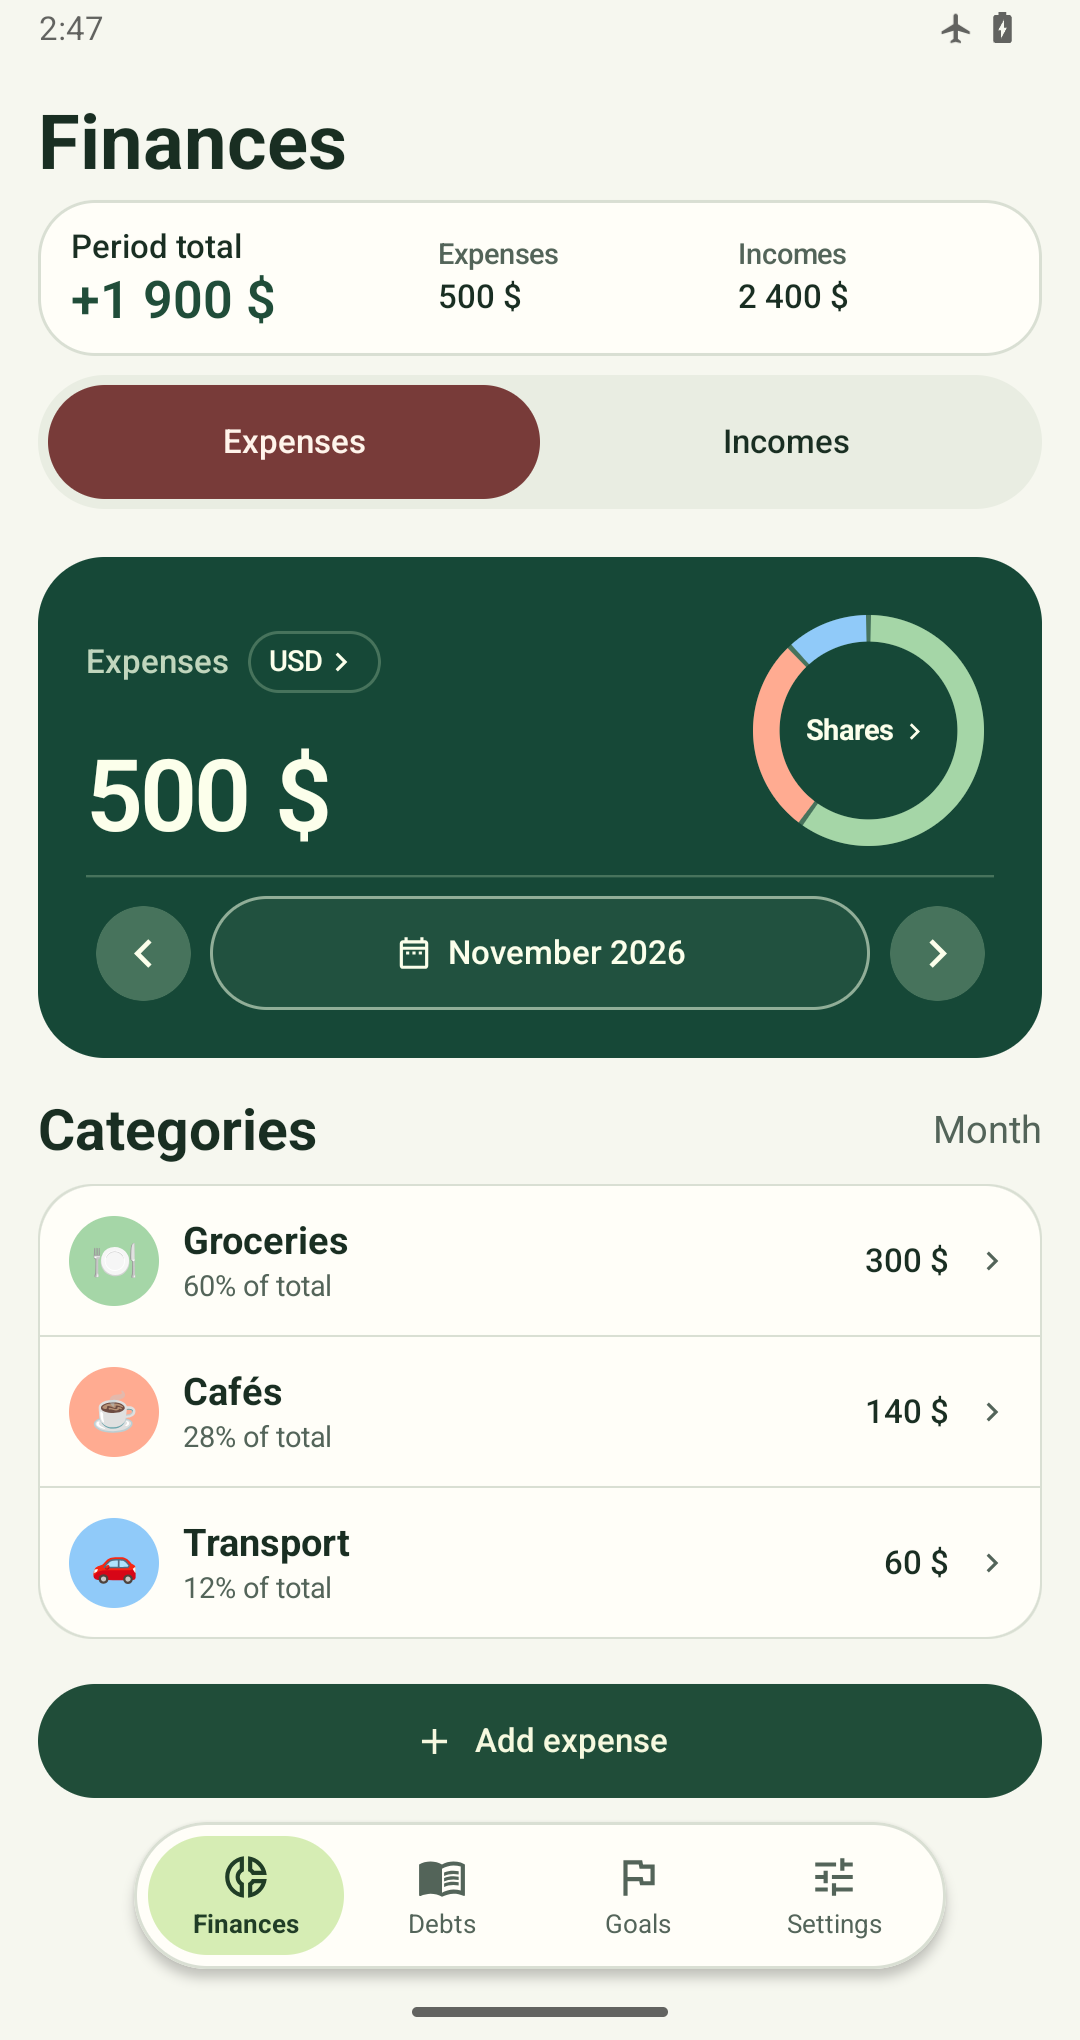 2:47
Finances
Period total
+1 900 $
Expenses
500 $
Incomes
2 400 $
Expenses
Incomes
Expenses
USD
500 $
Shares
November 2026
Categories
Month
Groceries
60% of total
300 $
Cafés
28% of total
140 $
Transport
12% of total
60 $
Add expense
Finances
Debts
Goals
Settings